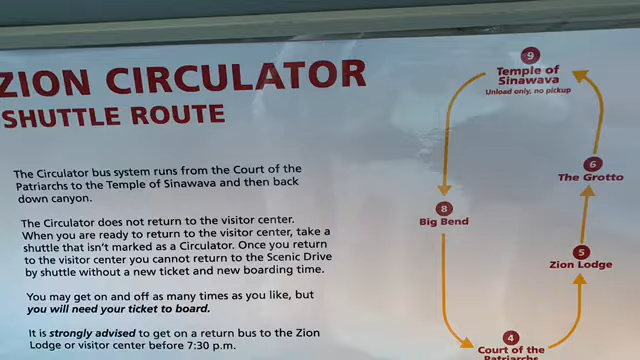 ZION CIRCULATOR
SHUTTLE ROUTE
The Circulator bus system runs from the Court of the
Patriarchs to the Temple of Sinawava and then back
down canyon.
The Circulator does not return to the visitor center.
When you are ready to return to the visitor center, take a
shuttle that isn't marked as a Circulator. Once you return
to the visitor center you cannot return to the Scenic Drive
by shuttle without a new ticket and new boarding time.
You may get on and off as many times as you like, but
you will need your ticket to board.
It is strongly advised to get on a return bus to the Zion
Lodge or visitor center before 7:30 p.m.
9
Temple of
Sinawava
Unload only, no pickup
6
The Grotto
8
Big Bend
5
Zion Lodge
4
Court of the
Patriarchs